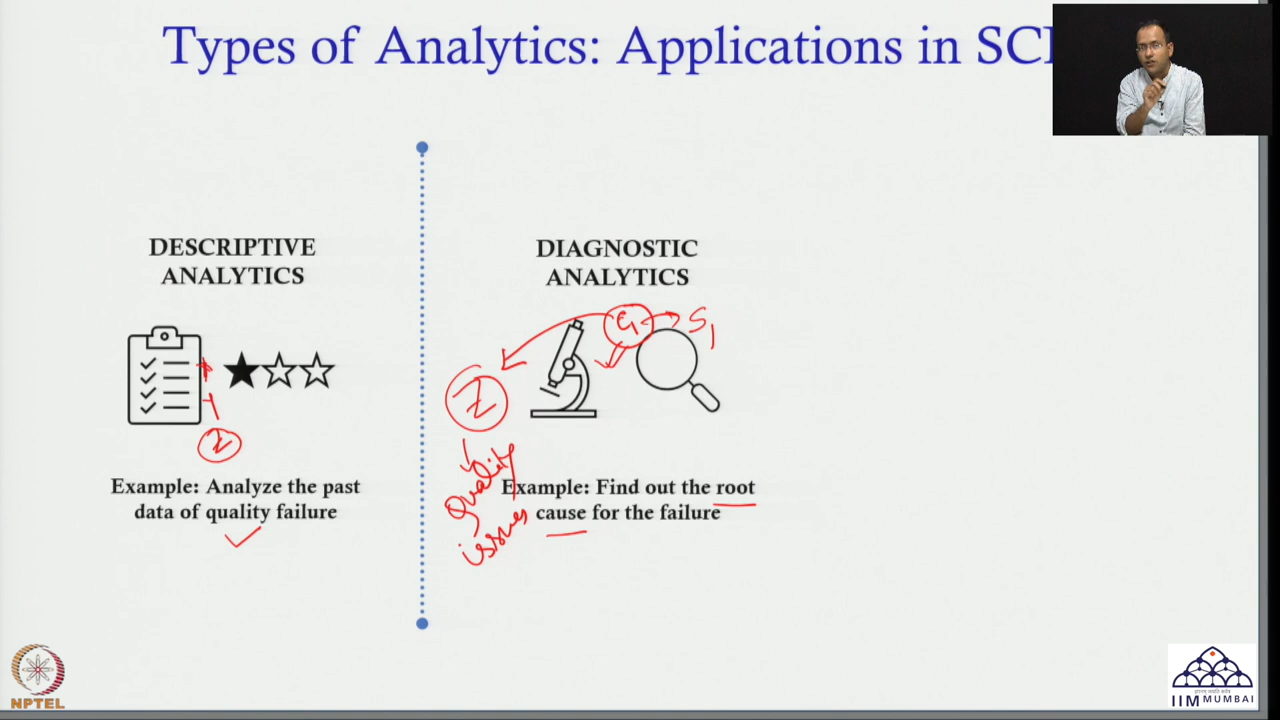 Types of Analytics: Applications in SC
DESCRIPTIVE
ANALYTICS
Example: Analyze the past
data of quality failure
DIAGNOSTIC
ANALYTICS
S1
Z
Quality
issues
Example: Find out the root
cause for the failure
NPTEL
IIM MUMBAI